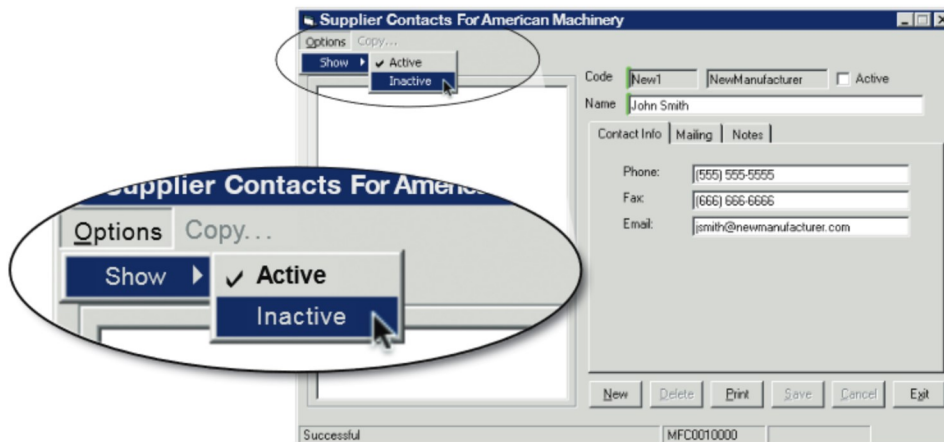 Supplier Contacts For American Machinery
Options Copy...
Show Active
Inactive
Code New1 NewManufacturer Active
Name John Smith
Contact Info Mailing Notes
Phone: (555) 555-5555
Fax: (666) 666-6666
Email: jsmith@newmanufacturer.com
Supplier Contacts For American
Options Copy...
Show Active
Inactive
New Delete Print Save Cancel Exit
Successful MFC0010000